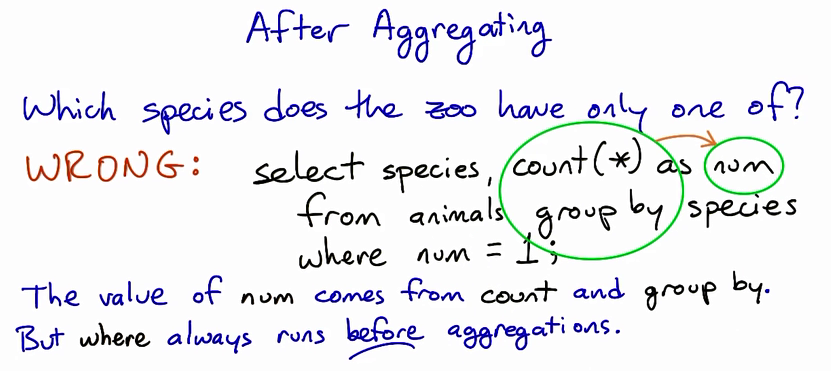 After Aggregating
Which species does the zoo have only one of?
WRONG: select species, count(*) as num
from animals group by species
where num = 1;
The value of num comes from count and group by.
But where always runs before aggregations.